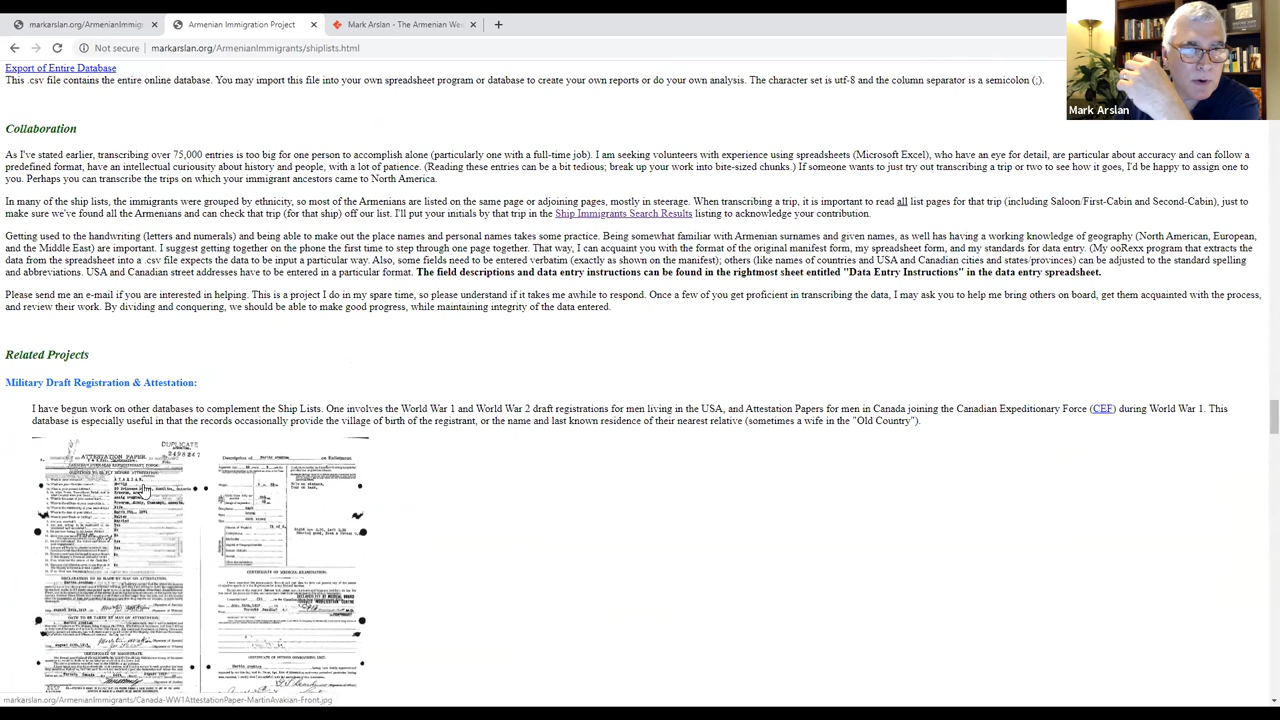 markarslan.org/ArmenianImmig
Armenian Immigration Project
Mark Arslan - The Armenian We
Not secure | markarslan.org/ArmenianImmigrants/shiplists.html
Mark Arslan
Export of Entire Database
This .csv file contains the entire online database. You may import this file into your own spreadsheet program or database to create your own reports or do your own analysis. The character set is utf-8 and the column separator is a semicolon (;).
Collaboration
As I've stated earlier, transcribing over 75,000 entries is too big for one person to accomplish alone (particularly one with a full-time job). I am seeking volunteers with experience using spreadsheets (Microsoft Excel), who have an eye for detail, are particular about accuracy and can follow a
predefined format, have an intellectual curiousity about history and people, with a lot of patience. (Reading these entries can be a bit tedious; break up your work into bite-sized chunks.) If someone wants to just try out transcribing a trip or two to see how it goes, I'd be happy to assign one to
you. Perhaps you can transcribe the trips on which your immigrant ancestors came to North America.
In many of the ship lists, the immigrants were grouped by ethnicity, so most of the Armenians are listed on the same page or adjoining pages, mostly in steerage. When transcribing a trip, it is important to read all list pages for that trip (including Saloon/First-Cabin and Second-Cabin), just to
make sure we've found all the Armenians and can check that trip (for that ship) off our list. I'll put your initials by that trip in the Ship Immigrants Search Results listing to acknowledge your contribution.
Getting used to the handwriting (letters and numerals) and being able to make out the place names and personal names takes some practice. Being somewhat familiar with Armenian surnames and given names, as well has having a working knowledge of geography (North American, European,
and the Middle East) are important. I suggest getting together on the phone the first time to step through one page together. That way, I can acquaint you with the format of the original manifest form, my spreadsheet form, and my standards for data entry. (My ooRexx program that extracts the
data from the spreadsheet into a .csv file expects the data to be input a particular way. Also, some fields need to be entered verbatim (exactly as shown on the manifest); others (like names of countries and USA and Canadian cities and states/provinces) can be adjusted to the standard spelling
and abbreviations. USA and Canadian street addresses have to be entered in a particular format. The field descriptions and data entry instructions can be found in the rightmost sheet entitled "Data Entry Instructions" in the data entry spreadsheet.
Please send me an e-mail if you are interested in helping. This is a project I do in my spare time, so please understand if it takes me awhile to respond. Once a few of you get proficient in transcribing the data, I may ask you to help me bring others on board, get them acquainted with the process,
and review their work. By dividing and conquering, we should be able to make good progress, while maintaining integrity of the data entered.
Related Projects
Military Draft Registration & Attestation:
I have begun work on other databases to complement the Ship Lists. One involves the World War 1 and World War 2 draft registrations for men living in the USA, and Attestation Papers for men in Canada joining the Canadian Expeditionary Force (CEF) during World War 1. This
database is especially useful in that the records occasionally provide the village of birth of the registrant, or the name and last known residence of their nearest relative (sometimes a wife in the "Old Country").
DUPLICATE
ATTESTATION PAPER.
markarslan.org/ArmenianImmigrants/Canada-WW1AttestationPaper-MartinAvakian-Front.jpg